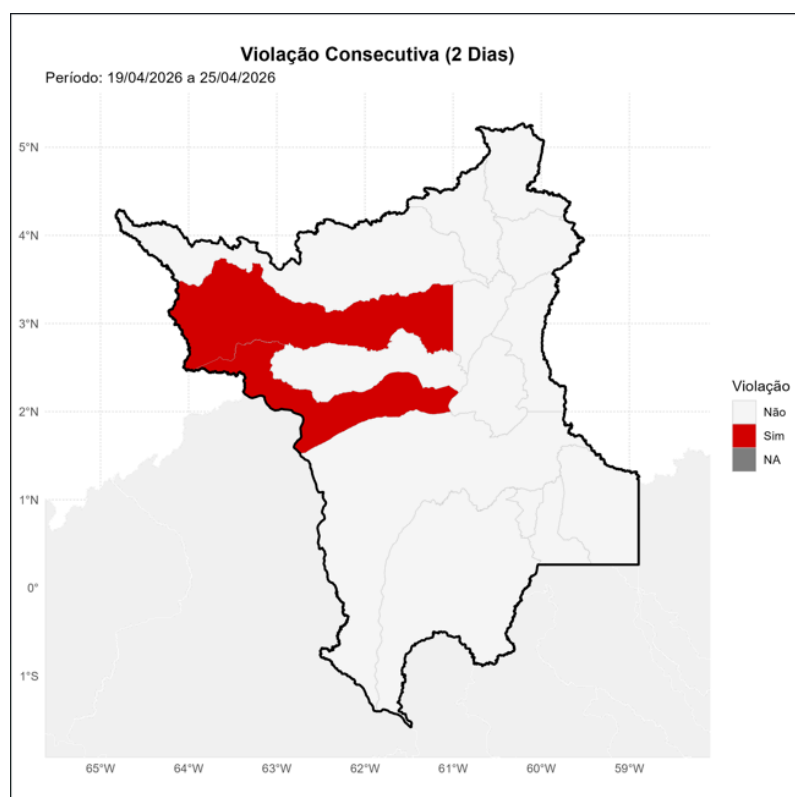 Violação Consecutiva (2 Dias)
Período: 19/04/2026 a 25/04/2026
5°N
4°N
3°N
2°N
1°N
0°
1°S
65°W
64°W
63°W
62°W
61°W
60°W
59°W
Violação
Não
Sim
NA